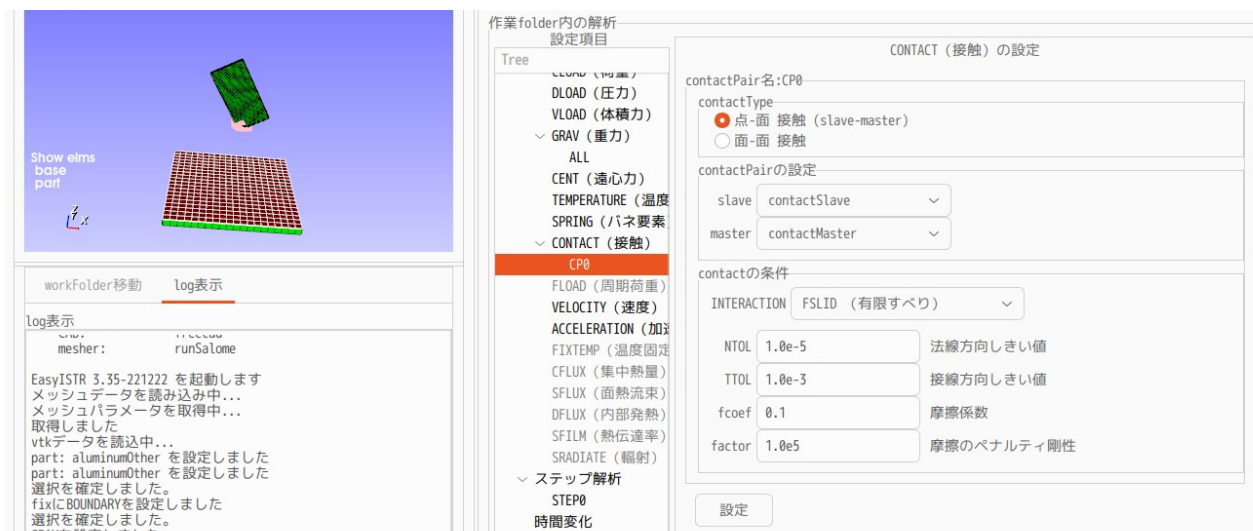 Show elms
base
part
Z
X
workFolder移動 log表示
log表示
mesher: runSalome
EasyISTR 3.35-221222 を起動します
メッシュデータを読み込み中...
メッシュパラメータを取得中...
取得しました
vtkデータを読込中...
part: aluminumOther を設定しました
part: aluminumOther を設定しました
選択を確定しました。
fixにBOUNDARYを設定しました
選択を確定しました。
作業folder内の解析
設定項目
Tree
DLOAD (圧力)
VLOAD (体積力)
GRAV (重力)
ALL
CENT (遠心力)
TEMPERATURE (温度
SPRING (バネ要素
CONTACT (接触)
CP0
FLOAD (周期荷重)
VELOCITY (速度)
ACCELERATION (加速
FIXTEMP (温度固定
CFLUX (集中熱量)
SFLUX (面熱流束)
DFLUX (内部発熱)
SFILM (熱伝達率)
SRADIATE (輻射)
ステップ解析
STEP0
時間変化
CONTACT (接触) の設定
contactPair名:CP0
contactType
点-面 接触 (slave-master)
面-面 接触
contactPairの設定
slave contactSlave
master contactMaster
contactの条件
INTERACTION FSLID (有限すべり)
NTOL 1.0e-5 法線方向しきい値
TTOL 1.0e-3 接線方向しきい値
fcoef 0.1 摩擦係数
factor 1.0e5 摩擦のペナルティ剛性
設定